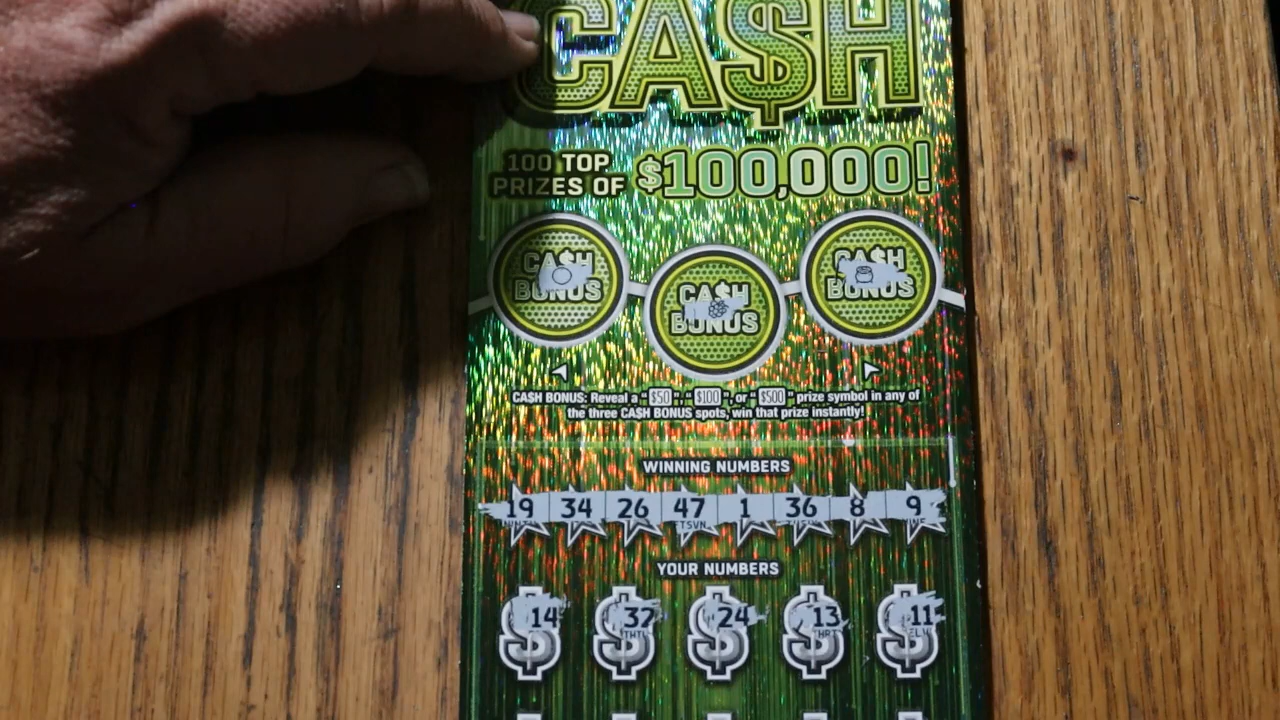 CA$H
100 TOP
PRIZES OF $100,000!
CA$H
BONUS
CA$H
BONUS
CA$H
BONUS
CA$H BONUS: Reveal a "$50", "$100", or "$500" prize symbol in any of
the three CA$H BONUS spots, win that prize instantly!
WINNING NUMBERS
19 34 26 47 1 36 8 9
FTSVN
YOUR NUMBERS
14 32 24 13 11